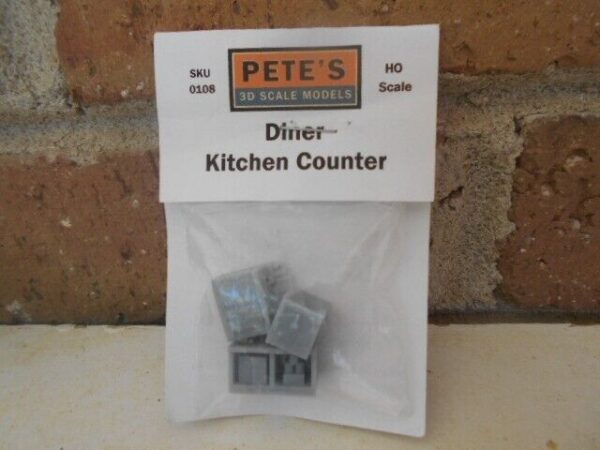 SKU
0108
PETE'S
3D SCALE MODELS
HO
Scale
Diner
Kitchen Counter